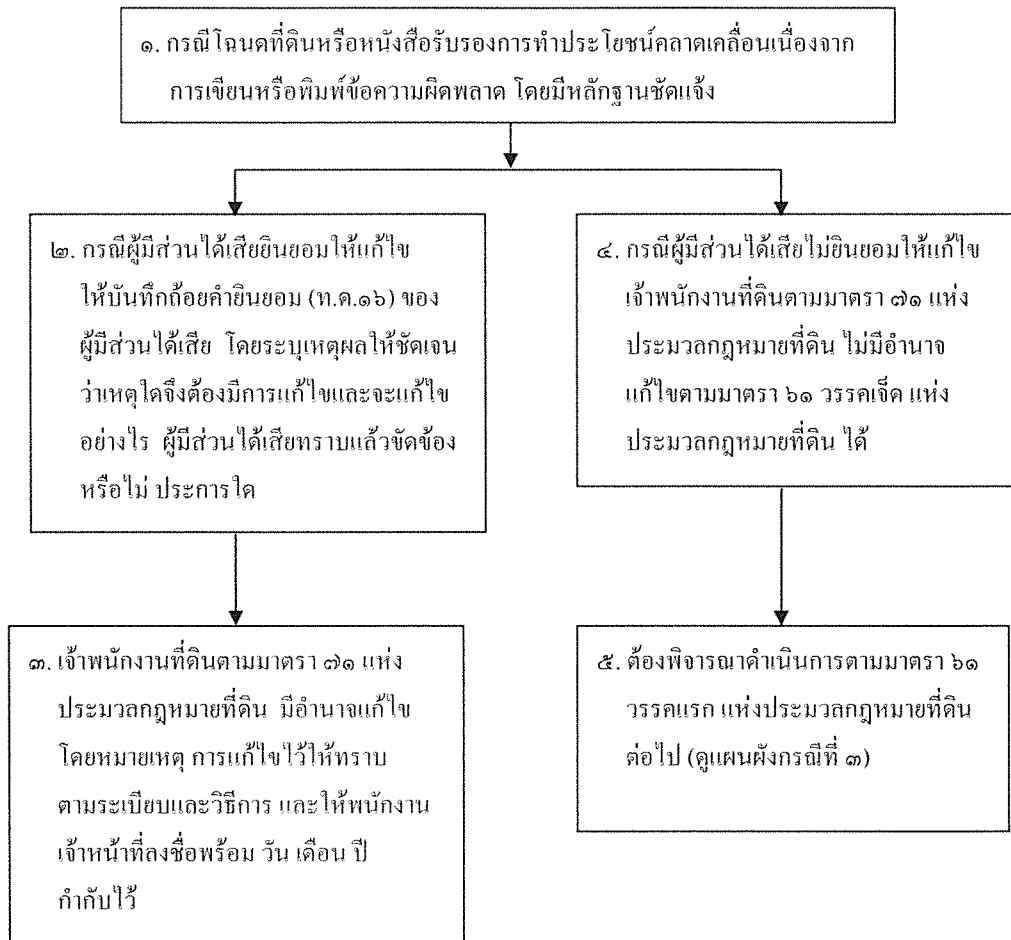 ๑. กรณีโฉนดที่ดินหรือหนังสือรับรองการทำประโยชน์คลาดเคลื่อนเนื่องจาก
การเขียนหรือพิมพ์ข้อความผิดพลาด โดยมีหลักฐานชัดแจ้ง
๒. กรณีผู้มีส่วนได้เสียยินยอมให้แก้ไข
ให้บันทึกถ้อยคำยินยอม (ท.ด.๑๖) ของ
ผู้มีส่วนได้เสีย โดยระบุเหตุผลให้ชัดเจน
ว่าเหตุใดจึงต้องมีการแก้ไขและจะแก้ไข
อย่างไร ผู้มีส่วนได้เสียทราบแล้วขัดข้อง
หรือไม่ ประการใด
๓. เจ้าพนักงานที่ดินตามมาตรา ๗๑ แห่ง
ประมวลกฎหมายที่ดิน มีอำนาจแก้ไข
โดยหมายเหตุ การแก้ไขไว้ให้ทราบ
ตามระเบียบและวิธีการ และให้พนักงาน
เจ้าหน้าที่ลงชื่อพร้อม วัน เดือน ปี
กำกับไว้
๔. กรณีผู้มีส่วนได้เสียไม่ยินยอมให้แก้ไข
เจ้าพนักงานที่ดินตามมาตรา ๗๑ แห่ง
ประมวลกฎหมายที่ดิน ไม่มีอำนาจ
แก้ไขตามมาตรา ๖๑ วรรคเจ็ด แห่ง
ประมวลกฎหมายที่ดิน ได้
๕. ต้องพิจารณาดำเนินการตามมาตรา ๖๑
วรรคแรก แห่งประมวลกฎหมายที่ดิน
ต่อไป (ดูแผนผังกรณีที่ ๓)